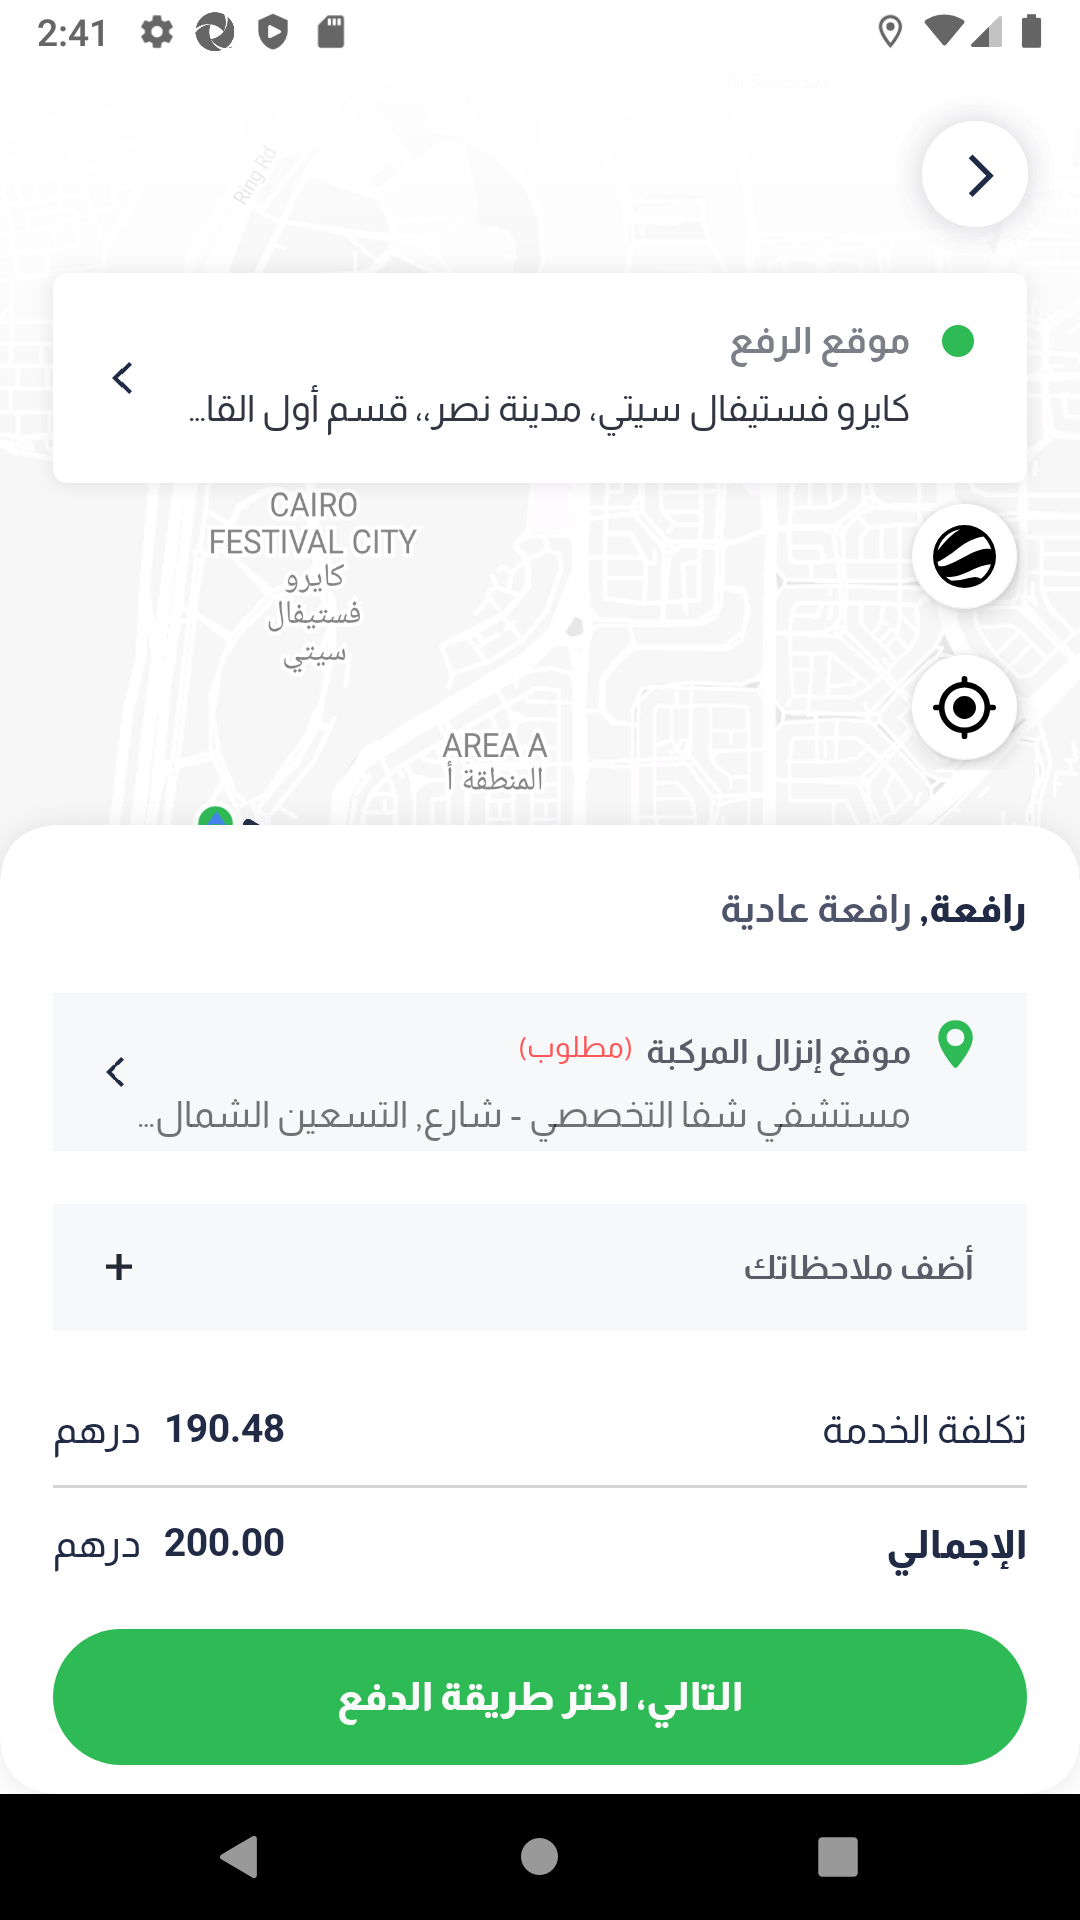 2:41
Al Sadat Ext
Ring Rd
موقع الرفع
كايرو فستيفال سيتي، مدينة نصر،، قسم أول القا...
CAIRO
FESTIVAL CITY
كايرو
فستيفال
سيتي
AREA A
المنطقة أ
رافعة, رافعة عادية
موقع إنزال المركبة (مطلوب)
مستشفي شفا التخصصي - شارع, التسعين الشمال...
أضف ملاحظاتك
+
تكلفة الخدمة 190.48 درهم
الإجمالي 200.00 درهم
التالي، اختر طريقة الدفع